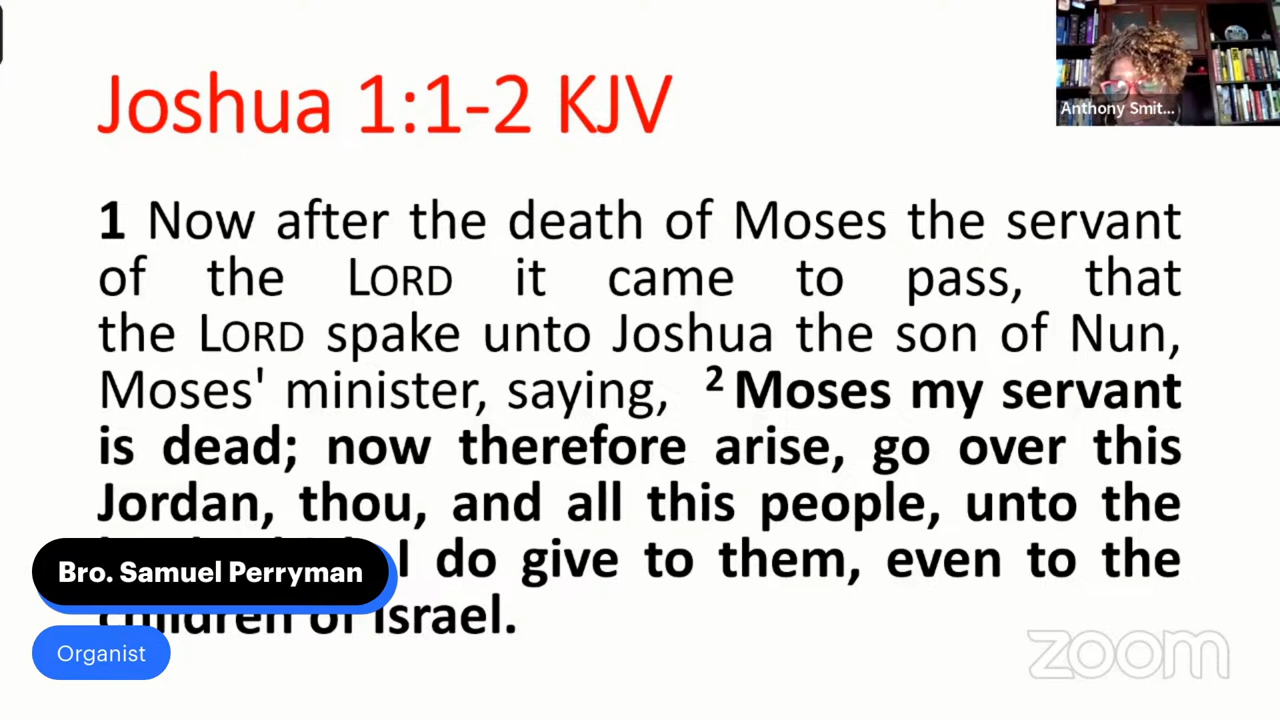 Joshua 1:1-2 KJV
Anthony Smit...
1 Now after the death of Moses the servant
of the LORD it came to pass, that
the LORD spake unto Joshua the son of Nun,
Moses' minister, saying, 2 Moses my servant
is dead; now therefore arise, go over this
Jordan, thou, and all this people, unto the
I do give to them, even to the
children of Israel.
Bro. Samuel Perryman
Organist
zoom